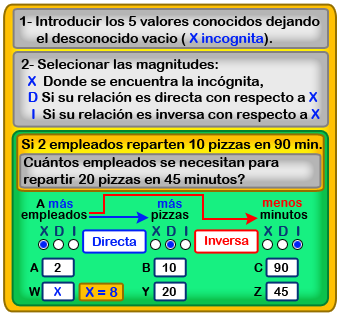 1- Introducir los 5 valores conocidos dejando
el desconocido vacio ( X incognita).
2- Selecionar las magnitudes:
X Donde se encuentra la incógnita,
D Si su relación es directa con respecto a X
I Si su relación es inversa con respecto a X
Si 2 empleados reparten 10 pizzas en 90 min.
Cuántos empleados se necesitan para
repartir 20 pizzas en 45 minutos?
A más más menos
empleados pizzas minutos
X D I Directa X D I Inversa X D I
A 2 B 10 C 90
W X X = 8 Y 20 Z 45